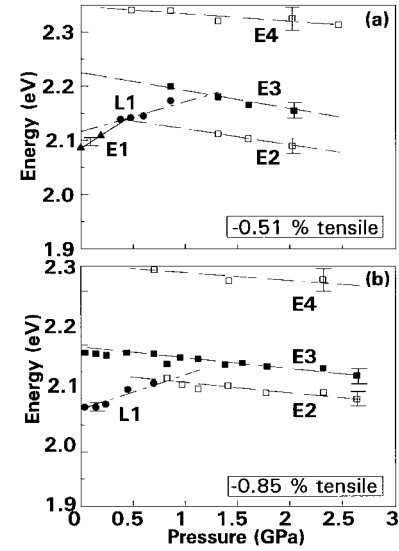 2.3
(a)
E4
2.2
E3
L1
2.1
E1
E2
2.0
Energy (eV)
1.9
-0.51 % tensile
2.3
(b)
E4
2.2
E3
2.1
L1
E2
2.0
Energy (eV)
-0.85 % tensile
1.9
0 0.5 1 1.5 2 2.5 3
Pressure (GPa)